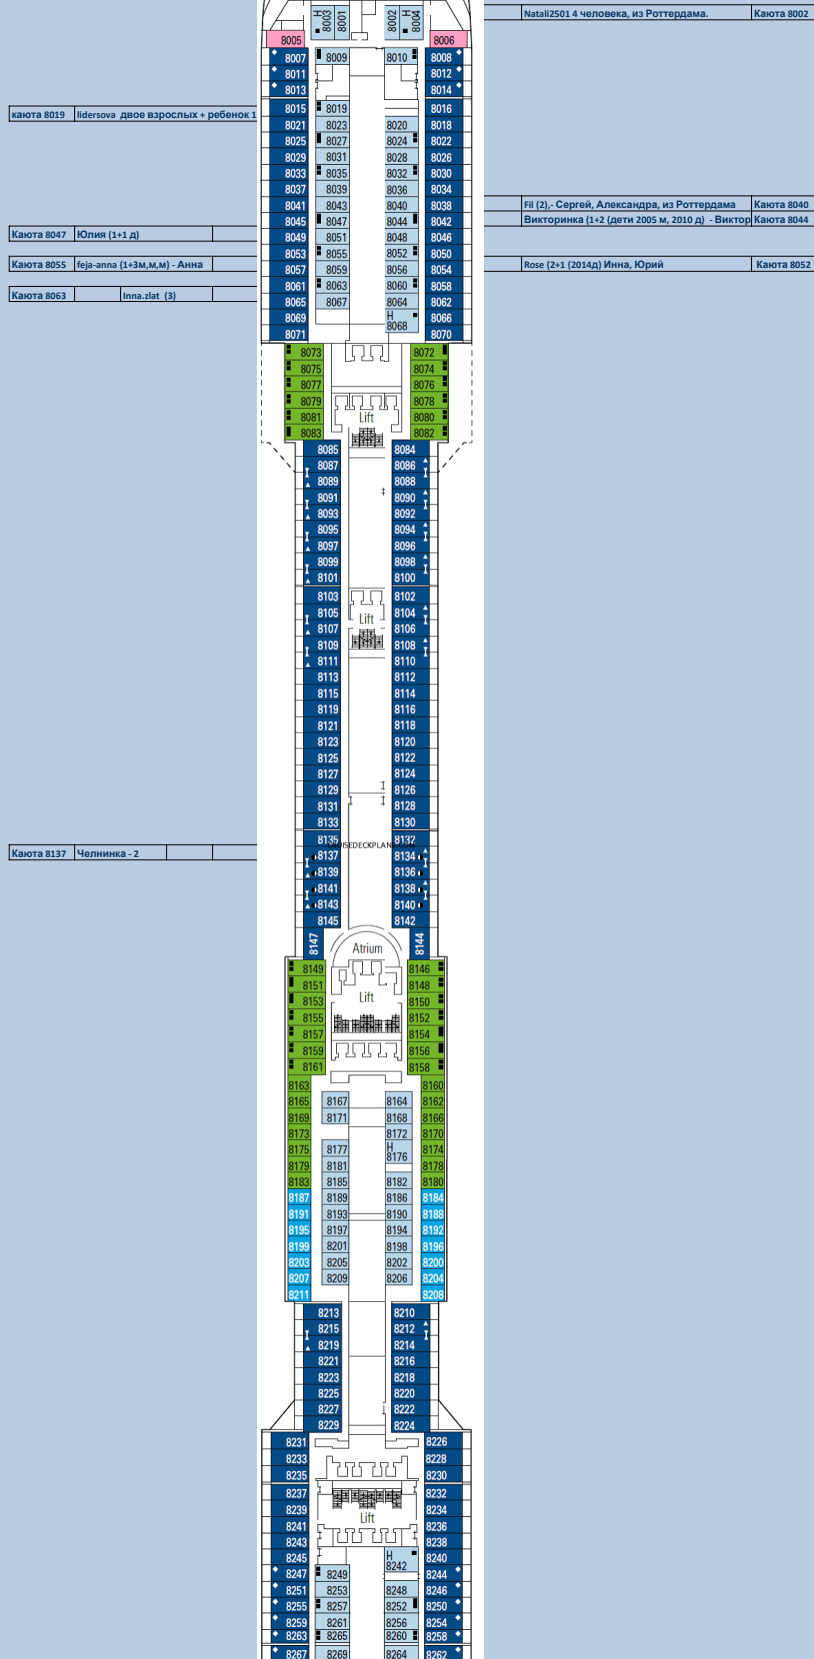 Natali2501 4 человека, из Роттердама. Каюта 8002
H 8003 8001 8002 H 8004
8005 8006
8007 8009 8010 8008
8011 8012
8013 8014
каюта 8019 lidersova двое взрослых + ребенок 1
8015 8019 8016
8021 8023 8020 8018
8025 8027 8024 8022
8029 8031 8028 8026
8033 8035 8032 8030
8037 8039 8036 8034
8041 8043 8040 8038
Fil (2),- Сергей, Александра, из Роттердама Каюта 8040
8045 8047 8044 8042
Викторинка (1+2 (дети 2005 м, 2010 д) - Виктор Каюта 8044
Каюта 8047 Юлия (1+1 д)
8049 8051 8048 8046
8053 8055 8052 8050
Каюта 8055 feja-anna (1+3м,м,м) - Анна
Rose (2+1 (2014д) Инна, Юрий Каюта 8052
8057 8059 8056 8054
8061 8063 8060 8058
Каюта 8063 Inna.zlat (3)
8065 8067 8064 8062
8069 H 8068 8066
8071 8070
8073 8072
8075 8074
8077 8076
8079 8078
8081 Lift 8080
8083 8082
8085 8084
8087 8086
8089 8088
8091 8090
8093 8092
8095 8094
8097 8096
8099 8098
8101 8100
8103 8102
8105 8104
8107 Lift 8106
8109 8108
8111 8110
8113 8112
8115 8114
8119 8116
8121 8118
8123 8120
8125 8122
8127 8124
8129 8126
8131 8128
8133 8130
8135 8132
CRUISEDECKPLANS.COM
Каюта 8137 Челнинка - 2
8137 8134
8139 8136
8141 8138
8143 8140
8145 8142
8147 Atrium 8144
8149 8146
8151 8148
8153 Lift 8150
8155 8152
8157 8154
8159 8156
8161 8158
8163 8160
8165 8167 8164 8162
8169 8171 8168 8166
8173 8172 8170
8175 8177 H 8176 8174
8179 8181 8178
8183 8185 8182 8180
8187 8189 8186 8184
8191 8193 8190 8188
8195 8197 8194 8192
8199 8201 8198 8196
8203 8205 8202 8200
8207 8209 8206 8204
8211 8208
8213 8210
8215 8212
8219 8214
8221 8216
8223 8218
8225 8220
8227 8222
8229 8224
8231 8226
8233 8228
8235 8230
8237 8232
8239 8234
8241 Lift 8236
8243 8238
8245 H 8242 8240
8247 8249 8244
8251 8253 8248 8246
8255 8257 8252 8250
8259 8261 8256 8254
8263 8265 8260 8258
8267 8269 8264 8262